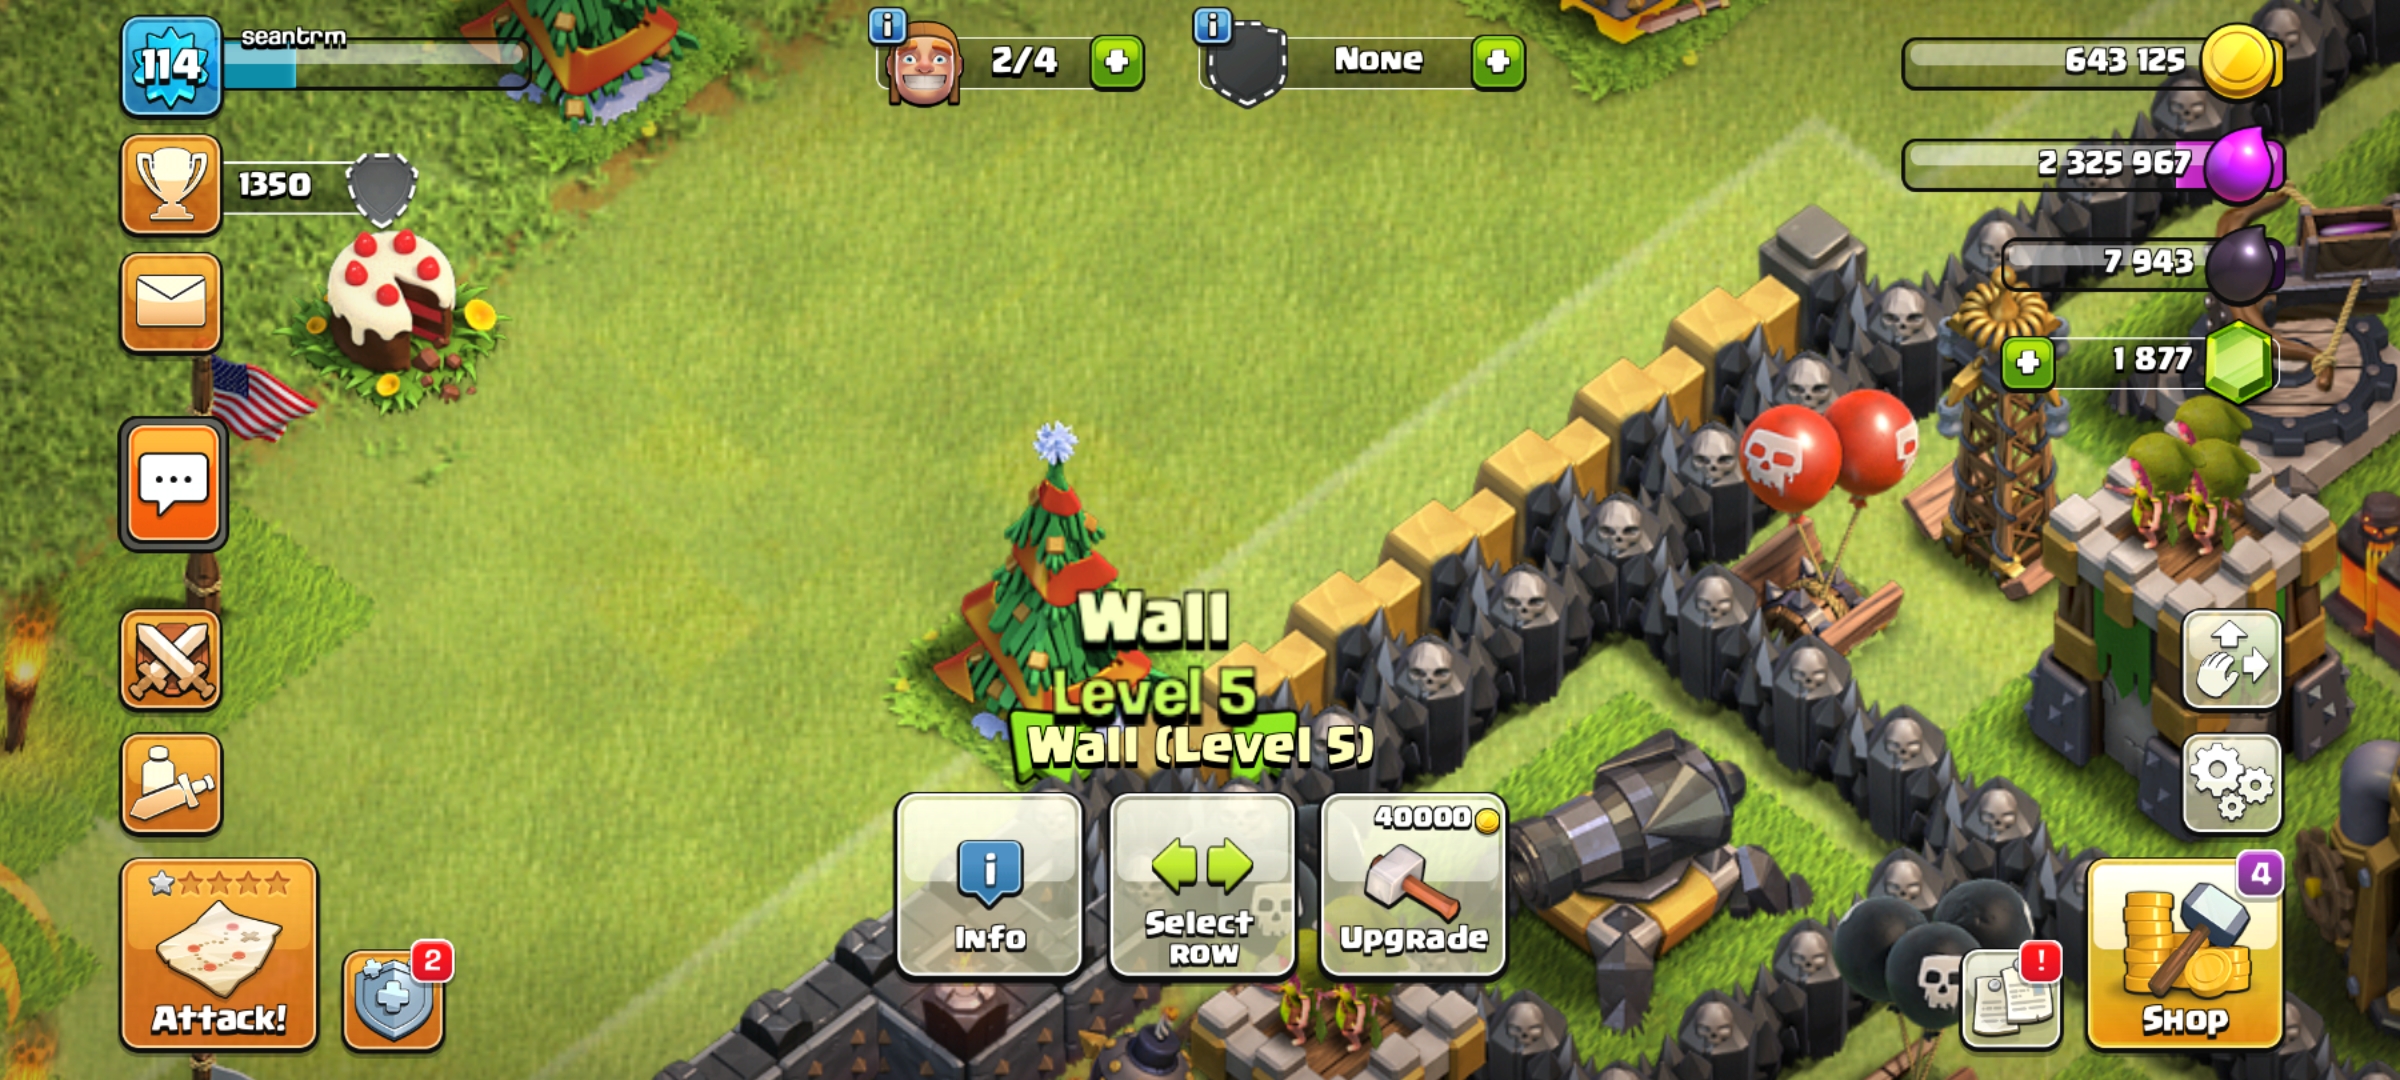 114
seantrm
i
2/4
i
None
643 125
1350
2 325 967
7 943
1 877
Wall
Level 5
Wall (Level 5)
i
Info
Select
Row
40000
Upgrade
Attack!
2
!
4
Shop